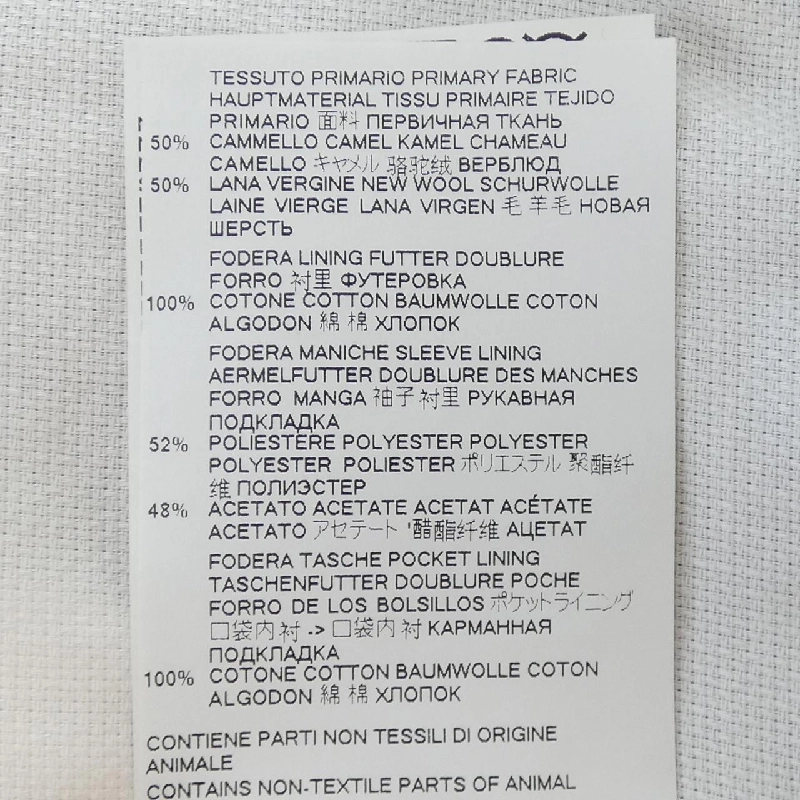 TESSUTO PRIMARIO PRIMARY FABRIC
HAUPTMATERIAL TISSU PRIMAIRE TEJIDO
PRIMARIO 面料 ПЕРВИЧНАЯ ТКАНЬ
50% CAMMELLO CAMEL KAMEL CHAMEAU
CAMELLO キャメル 骆驼绒 ВЕРБЛЮД
50% LANA VERGINE NEW WOOL SCHURWOLLE
LAINE VIERGE LANA VIRGEN 毛 羊毛 НОВАЯ
ШЕРСТЬ
FODERA LINING FUTTER DOUBLURE
FORRO 衬里 ФУТЕРОВКА
100% COTONE COTTON BAUMWOLLE COTON
ALGODON 綿 棉 ХЛОПОК
FODERA MANICHE SLEEVE LINING
AERMELFUTTER DOUBLURE DES MANCHES
FORRO MANGA 袖子衬里 РУКАВНАЯ
ПОДКЛАДКА
52% POLIESTERE POLYESTER POLYESTER
POLYESTER POLIESTER ポリエステル 聚酯纤
维 ПОЛИЭСТЕР
48% ACETATO ACETATE ACETAT ACÉTATE
ACETATO アセテート '醋酯纤维 АЦЕТАТ
FODERA TASCHE POCKET LINING
TASCHENFUTTER DOUBLURE POCHE
FORRO DE LOS BOLSILLOS ポケットライニング
口袋内衬 -> 口袋内衬 КАРМАННАЯ
ПОДКЛАДКА
100% COTONE COTTON BAUMWOLLE COTON
ALGODON 綿 棉 ХЛОПОК
CONTIENE PARTI NON TESSILI DI ORIGINE
ANIMALE
CONTAINS NON-TEXTILE PARTS OF ANIMAL